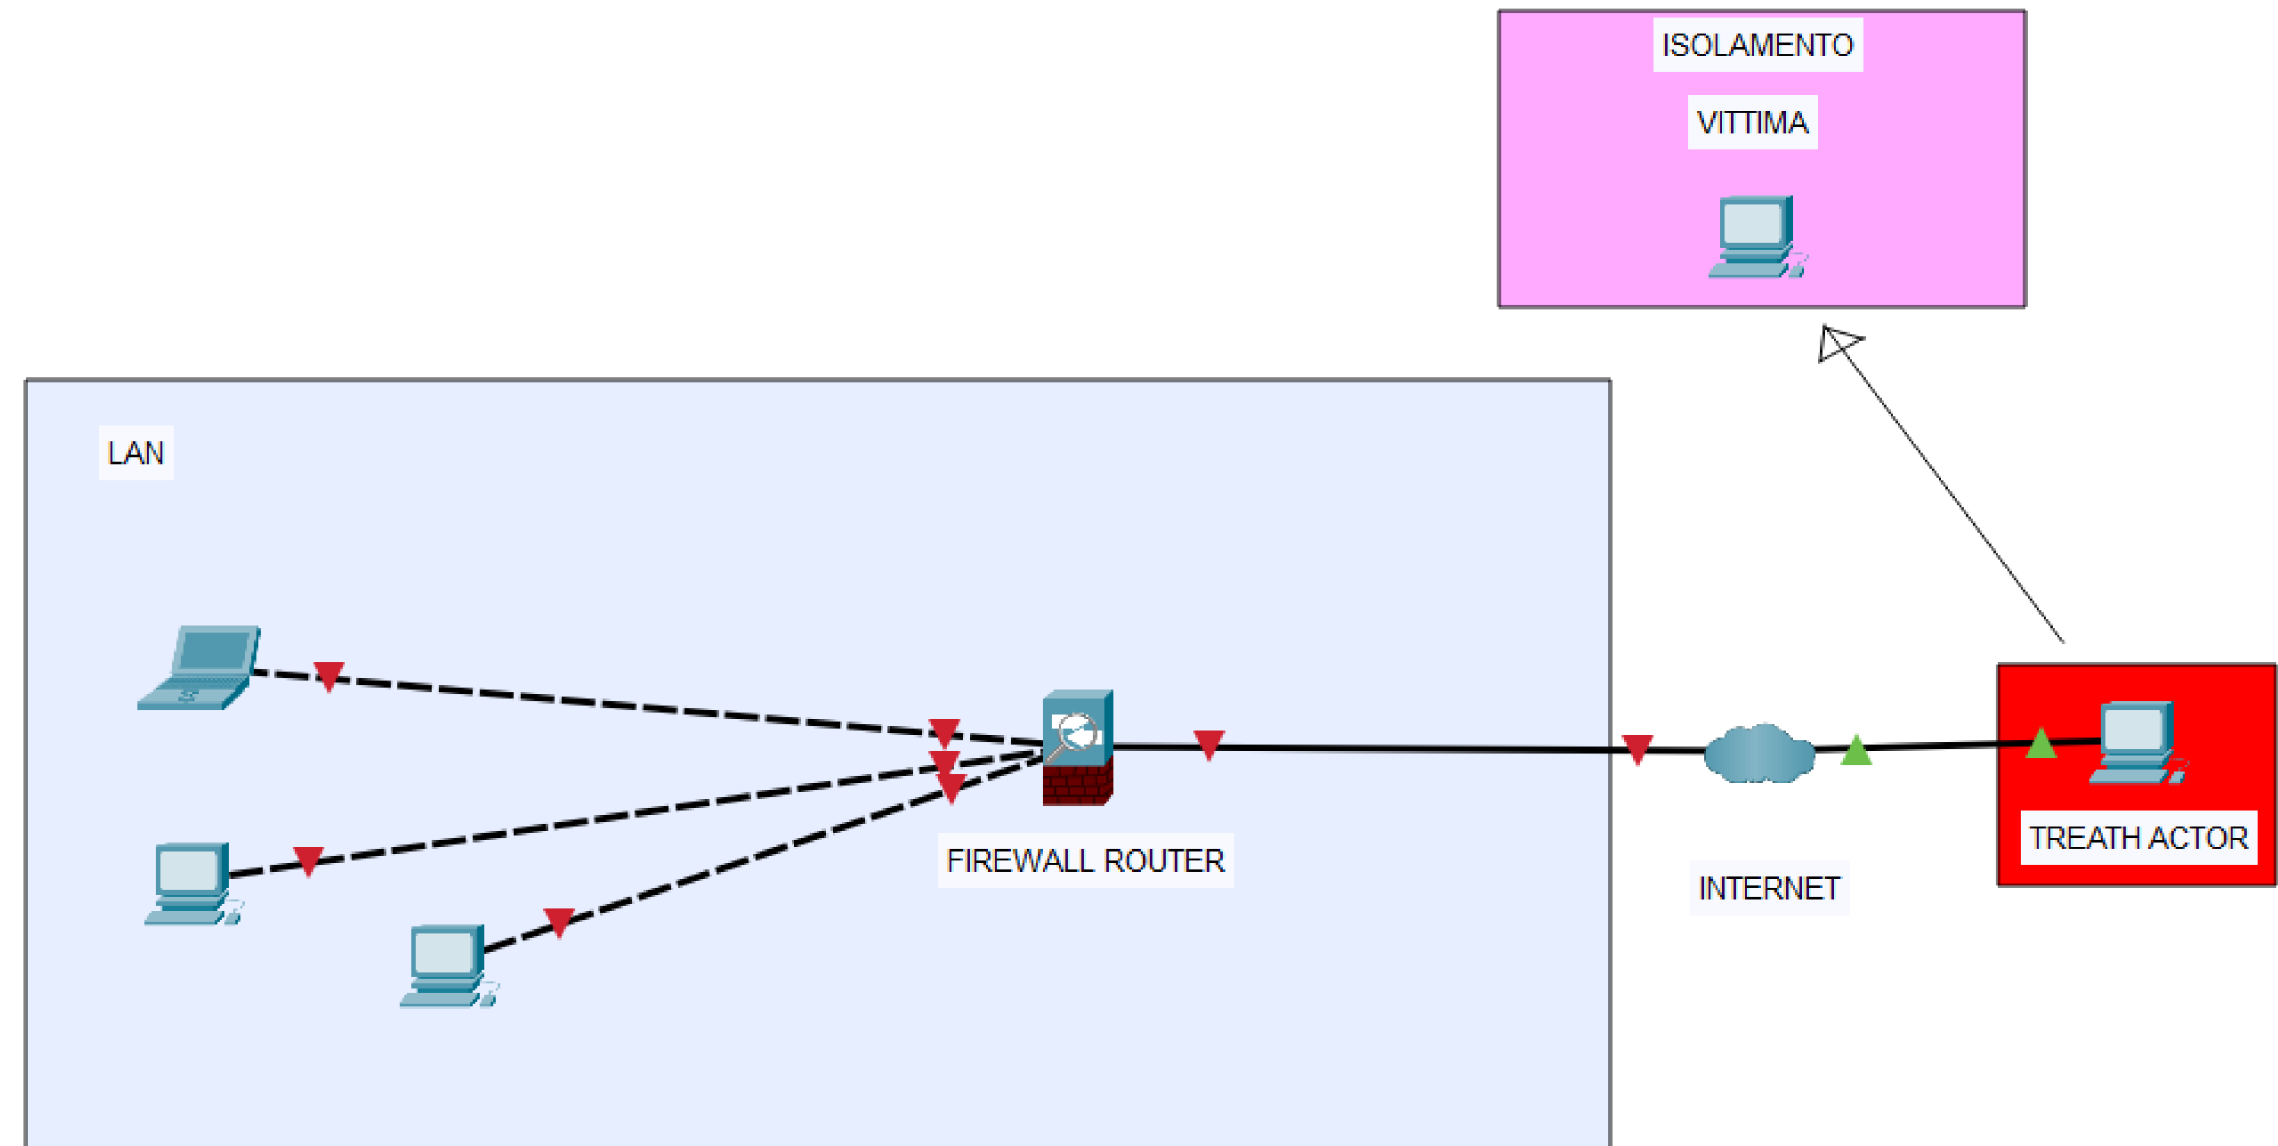 ISOLAMENTO
VITTIMA
LAN
FIREWALL ROUTER
TREATH ACTOR
INTERNET